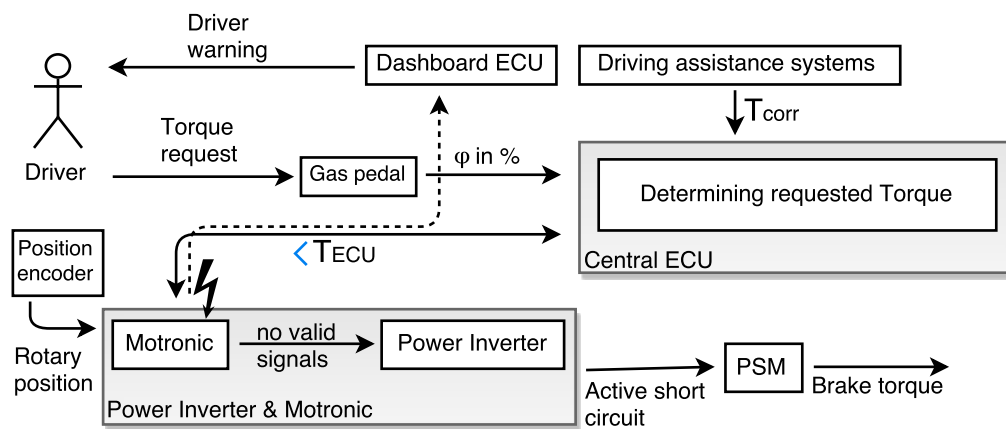 Driver
warning
Dashboard ECU
Driving assistance systems
Tcorr
Torque
request
Driver
Gas pedal
φ in %
Determining requested Torque
Central ECU
Position
encoder
< TECU
Rotary
position
Motronic
no valid
signals
Power Inverter
Power Inverter & Motronic
Active short
circuit
PSM
Brake torque